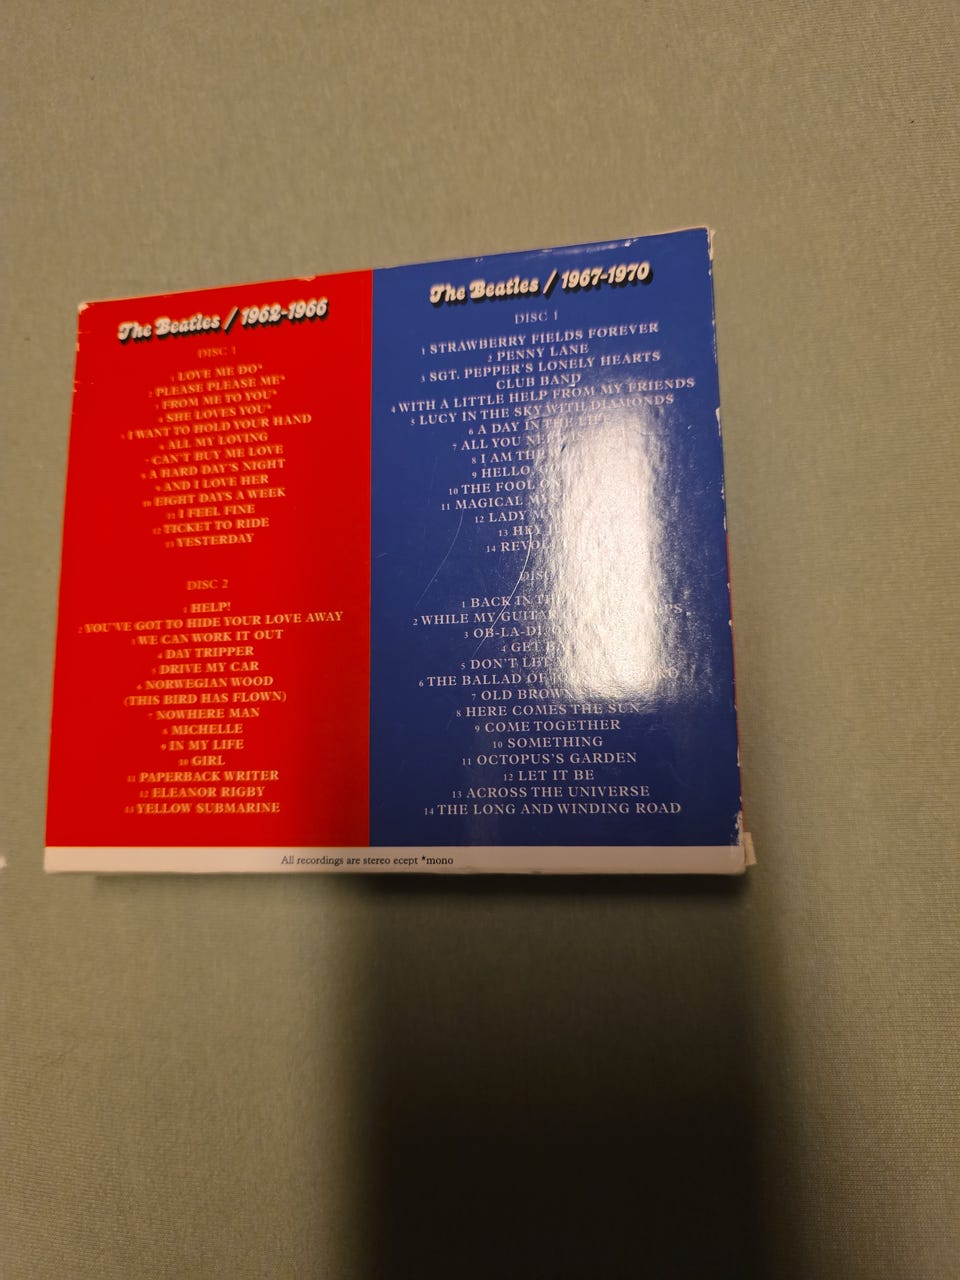 The Beatles / 1962-1966
DISC 1
1 LOVE ME DO*
2 PLEASE PLEASE ME*
3 FROM ME TO YOU*
4 SHE LOVES YOU*
5 I WANT TO HOLD YOUR HAND
6 ALL MY LOVING
7 CAN'T BUY ME LOVE
8 A HARD DAY'S NIGHT
9 AND I LOVE HER
10 EIGHT DAYS A WEEK
11 I FEEL FINE
12 TICKET TO RIDE
13 YESTERDAY
DISC 2
1 HELP!
2 YOU'VE GOT TO HIDE YOUR LOVE AWAY
3 WE CAN WORK IT OUT
4 DAY TRIPPER
5 DRIVE MY CAR
6 NORWEGIAN WOOD
(THIS BIRD HAS FLOWN)
7 NOWHERE MAN
8 MICHELLE
9 IN MY LIFE
10 GIRL
11 PAPERBACK WRITER
12 ELEANOR RIGBY
13 YELLOW SUBMARINE
The Beatles / 1967-1970
DISC 1
1 STRAWBERRY FIELDS FOREVER
2 PENNY LANE
3 SGT. PEPPER'S LONELY HEARTS
CLUB BAND
4 WITH A LITTLE HELP FROM MY FRIENDS
5 LUCY IN THE SKY WITH DIAMONDS
6 A DAY IN THE LIFE
7 ALL YOU
8 I AM THE
9 HELLO,
10 THE FOOL
11 MAGICAL
12 LADY
13 HEY
14
DISC
1 BACK IN
2 WHILE MY GUITAR
3 OB-LA-DI,
4 GET
5 DON'T LET
6 THE BALLAD OF
7 OLD BROWN
8 HERE COMES THE SUN
9 COME TOGETHER
10 SOMETHING
11 OCTOPUS'S GARDEN
12 LET IT BE
13 ACROSS THE UNIVERSE
14 THE LONG AND WINDING ROAD
All recordings are stereo ecept *mono